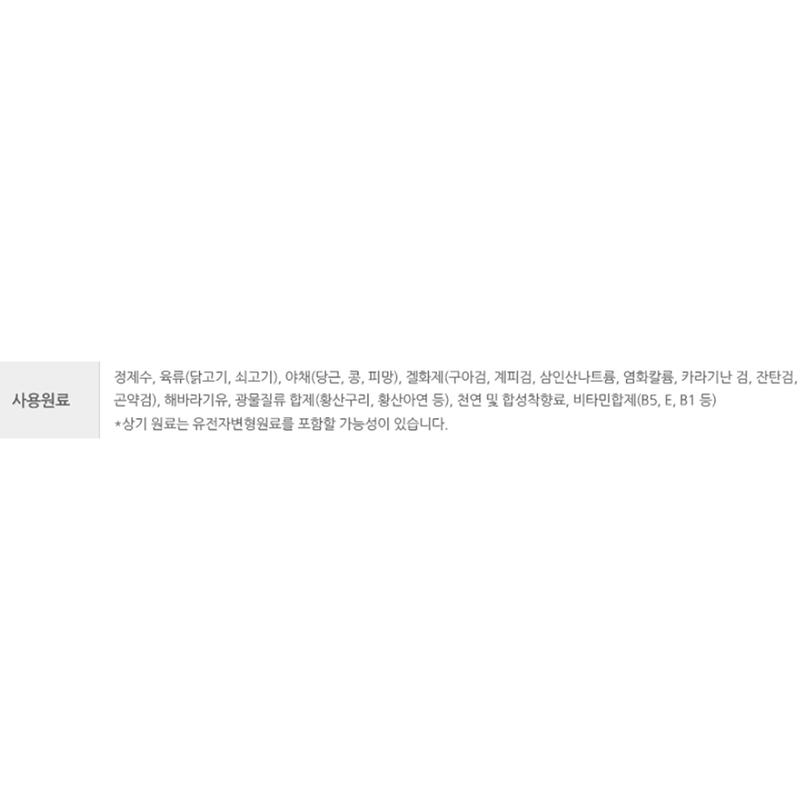 사용원료
정제수, 육류(닭고기, 쇠고기), 야채(당근, 콩, 피망), 겔화제(구아검, 계피검, 삼인산나트륨, 염화칼륨, 카라기난 검, 잔탄검,
곤약검), 해바라기유, 광물질류 합제(황산구리, 황산아연 등), 천연 및 합성착향료, 비타민합제(B5, E, B1 등)
*상기 원료는 유전자변형원료를 포함할 가능성이 있습니다.